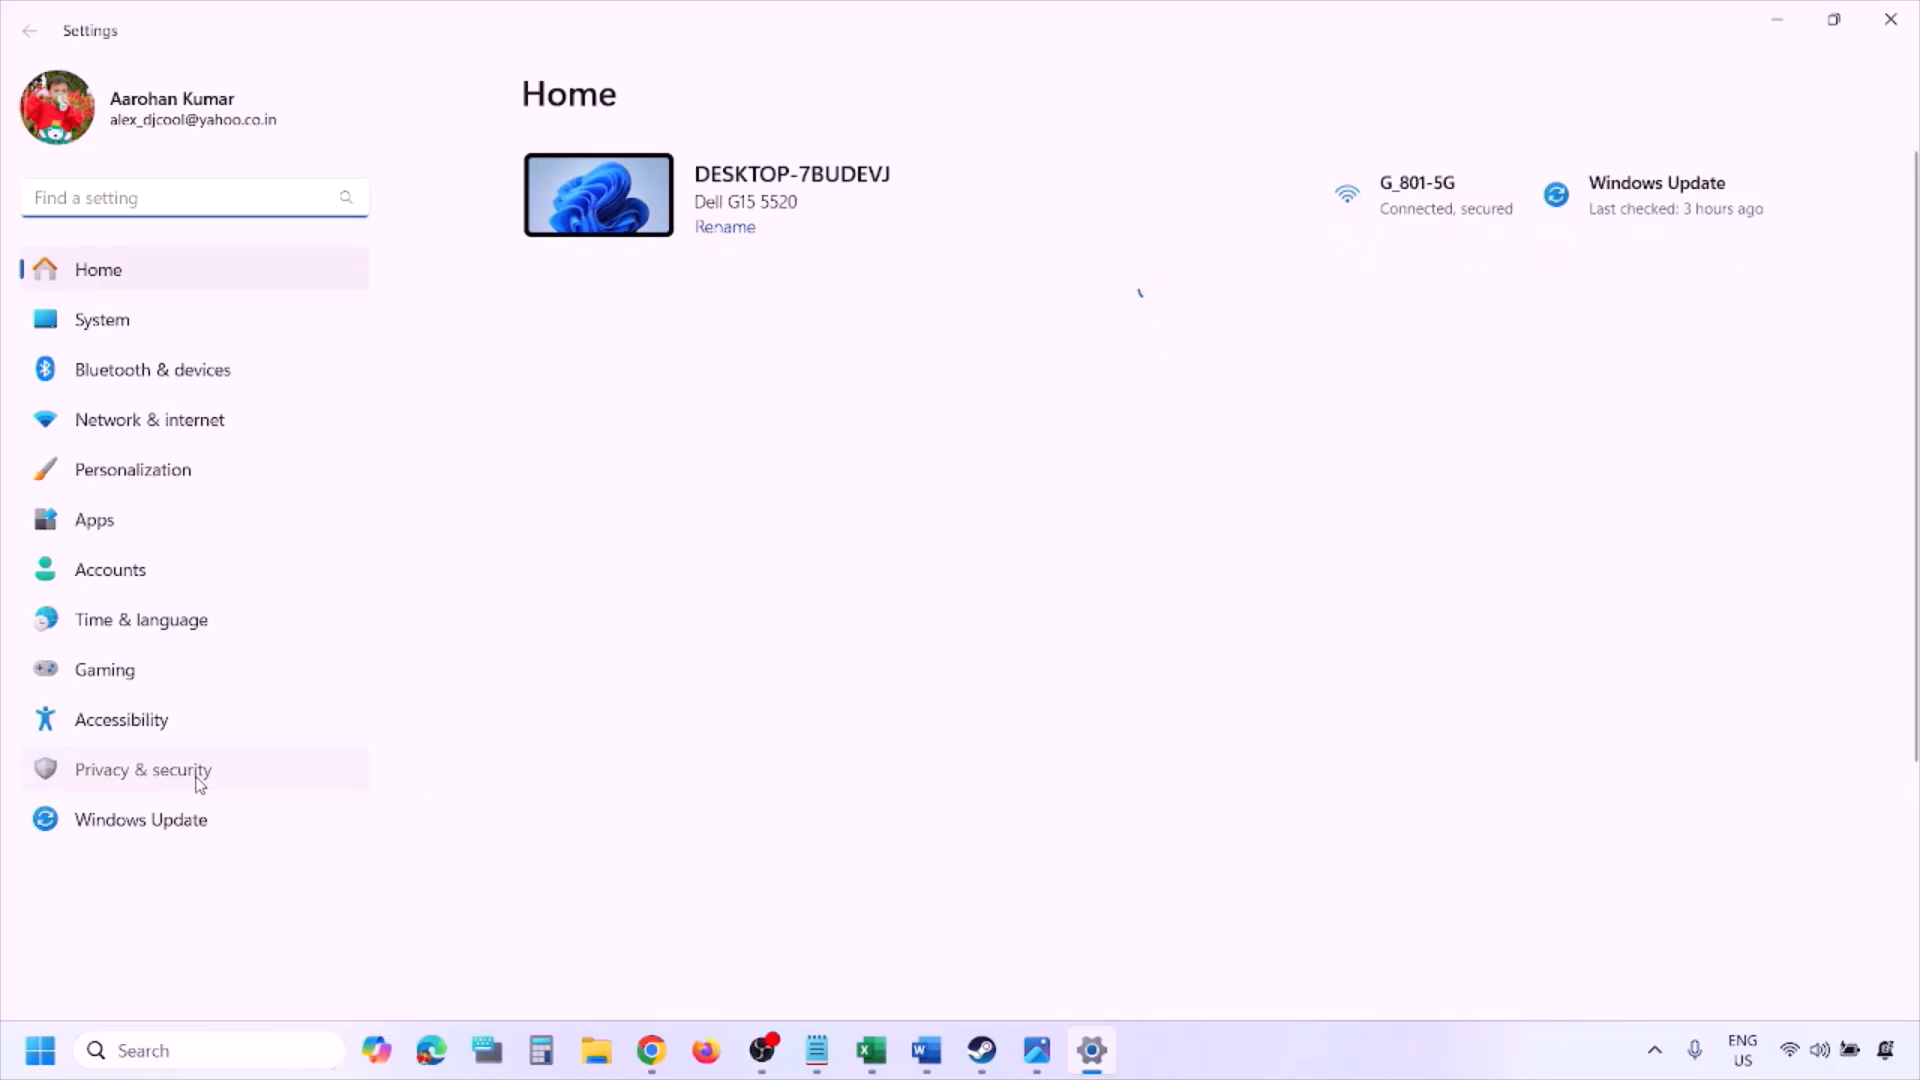 Settings
Aarohan Kumar
alex_djcool@yahoo.co.in
Find a setting
Home
System
Bluetooth & devices
Network & internet
Personalization
Apps
Accounts
Time & language
Gaming
Accessibility
Privacy & security
Windows Update
Home
DESKTOP-7BUDEVJ
Dell G15 5520
Rename
G_801-5G
Connected, secured
Windows Update
Last checked: 3 hours ago
Search
ENG
US